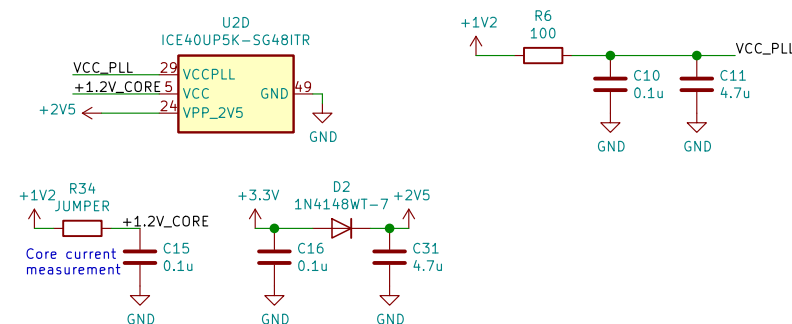 U2D
ICE40UP5K-SG48ITR
VCC_PLL
29
VCCPLL
+1.2V_CORE
5
VCC
GND
49
+2V5
24
VPP_2V5
GND
+1V2
R6
100
VCC_PLL
C10
0.1u
C11
4.7u
GND
GND
+1V2
R34
JUMPER
+1.2V_CORE
Core current
measurement
C15
0.1u
GND
+3.3V
D2
1N4148WT-7
+2V5
C16
0.1u
C31
4.7u
GND
GND